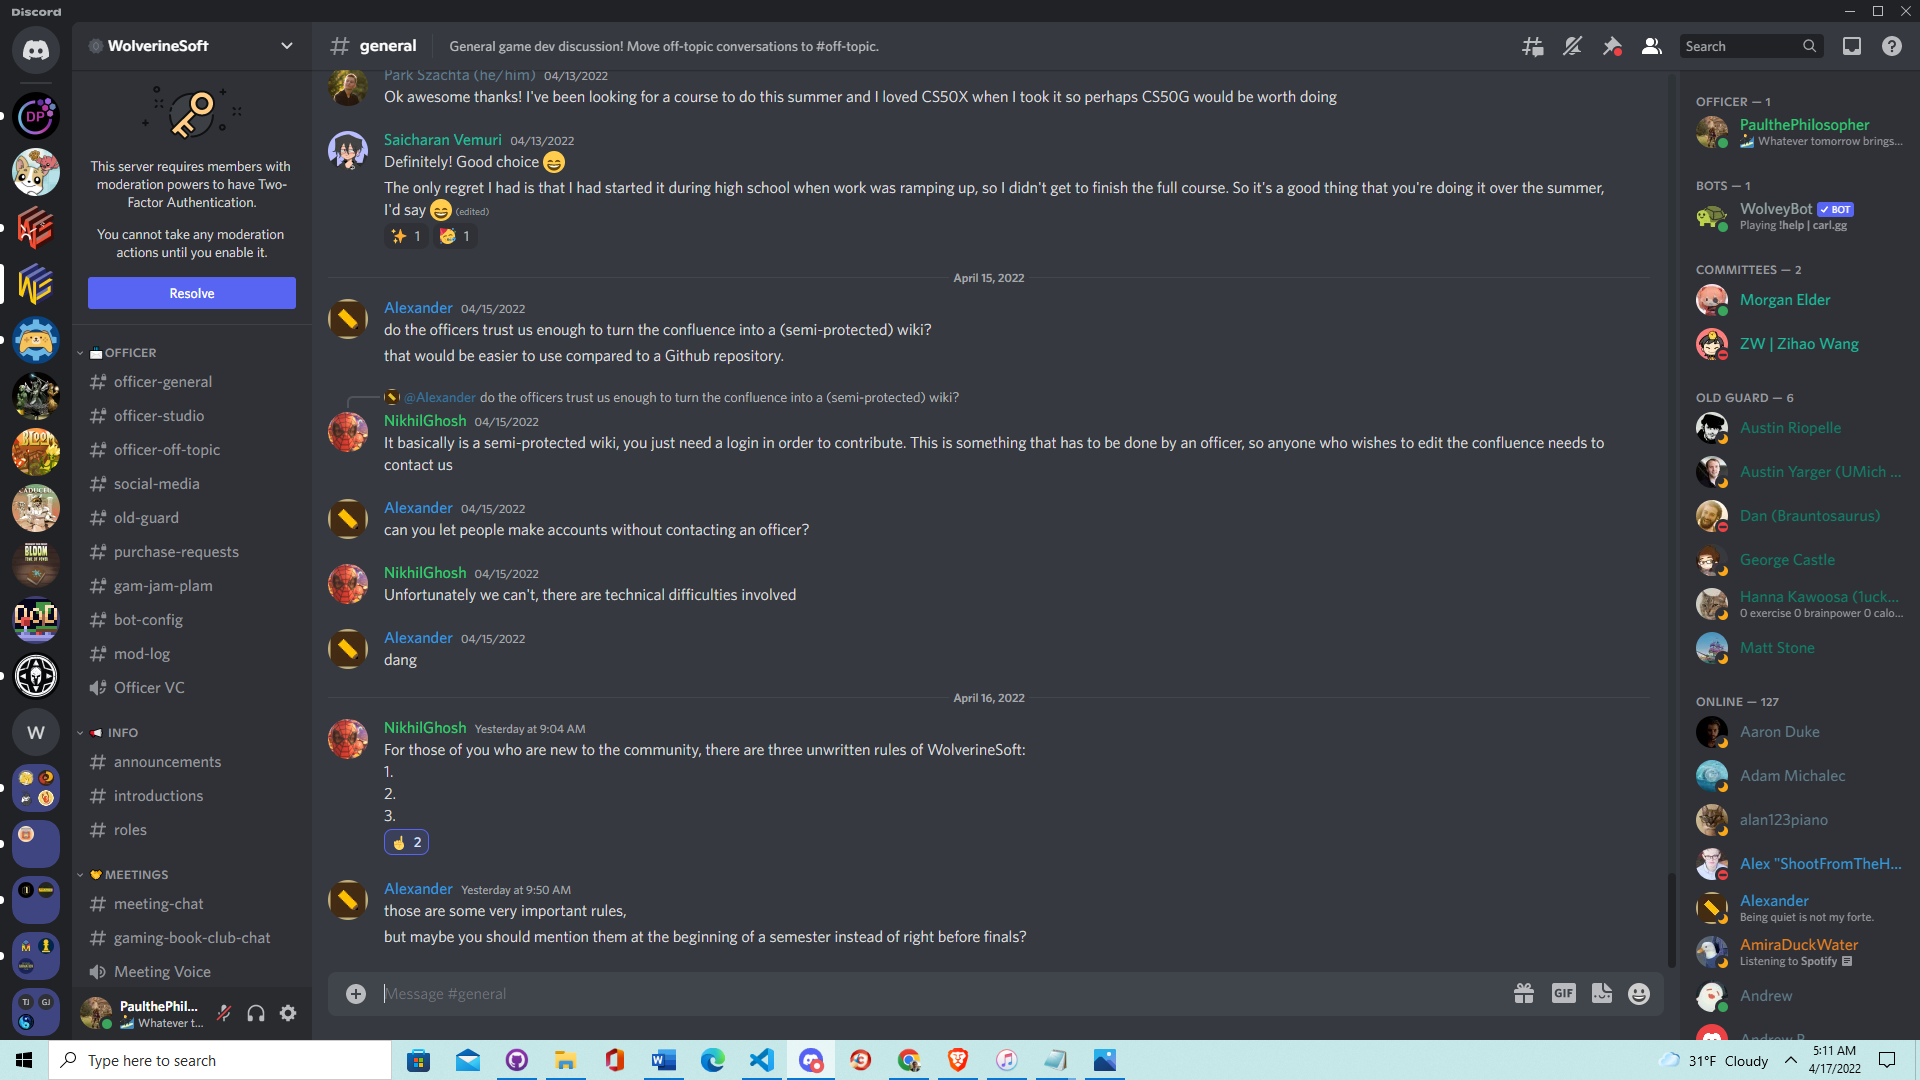 Discord
WolverineSoft
This server requires members with
moderation powers to have Two-
Factor Authentication.
You cannot take any moderation
actions until you enable it.
Resolve
OFFICER
officer-general
officer-studio
officer-off-topic
social-media
old-guard
purchase-requests
gam-jam-plam
bot-config
mod-log
Officer VC
INFO
announcements
introductions
roles
MEETINGS
meeting-chat
gaming-book-club-chat
Meeting Voice
PaulthePhil...
Whatever t...
general
General game dev discussion! Move off-topic conversations to #off-topic.
Search
Park Szachta (he/him) 04/13/2022
Ok awesome thanks! I've been looking for a course to do this summer and I loved CS50X when I took it so perhaps CS50G would be worth doing
Saicharan Vemuri 04/13/2022
Definitely! Good choice 😄
The only regret I had is that I had started it during high school when work was ramping up, so I didn't get to finish the full course. So it's a good thing that you're doing it over the summer,
I'd say 😄 (edited)
✨ 1 🥳 1
April 15, 2022
Alexander 04/15/2022
do the officers trust us enough to turn the confluence into a (semi-protected) wiki?
that would be easier to use compared to a Github repository.
@Alexander do the officers trust us enough to turn the confluence into a (semi-protected) wiki?
NikhilGhosh 04/15/2022
It basically is a semi-protected wiki, you just need a login in order to contribute. This is something that has to be done by an officer, so anyone who wishes to edit the confluence needs to
contact us
Alexander 04/15/2022
can you let people make accounts without contacting an officer?
NikhilGhosh 04/15/2022
Unfortunately we can't, there are technical difficulties involved
Alexander 04/15/2022
dang
April 16, 2022
NikhilGhosh Yesterday at 9:04 AM
For those of you who are new to the community, there are three unwritten rules of WolverineSoft:
1.
2.
3.
☝ 2
Alexander Yesterday at 9:50 AM
those are some very important rules,
but maybe you should mention them at the beginning of a semester instead of right before finals?
Message #general
GIF
OFFICER — 1
PaulthePhilosopher
Whatever tomorrow brings...
BOTS — 1
WolveyBot ✓ BOT
Playing !help | carl.gg
COMMITTEES — 2
Morgan Elder
ZW | Zihao Wang
OLD GUARD — 6
Austin Riopelle
Austin Yarger (UMich ...
Dan (Brauntosaurus)
George Castle
Hanna Kawoosa (1uck...
0 exercise 0 brainpower 0 calo...
Matt Stone
ONLINE — 127
Aaron Duke
Adam Michalec
alan123piano
Alex "ShootFromTheH...
Alexander
Being quiet is not my forte.
AmiraDuckWater
Listening to Spotify
Andrew
DP
BLOOM
W
TJ GJ
Type here to search
31°F Cloudy
5:11 AM
4/17/2022